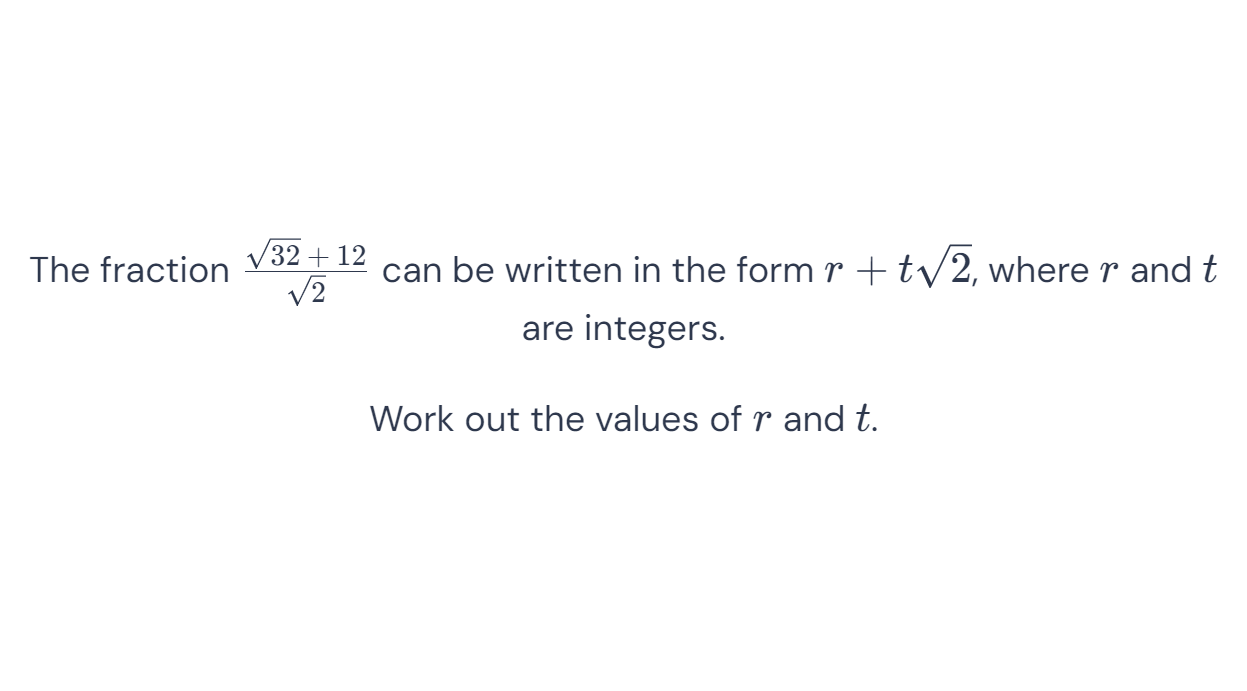 The fraction $\frac{\sqrt{32}+12}{\sqrt{2}}$ can be written in the form $r + t\sqrt{2}$, where $r$ and $t$
are integers.
Work out the values of $r$ and $t$.